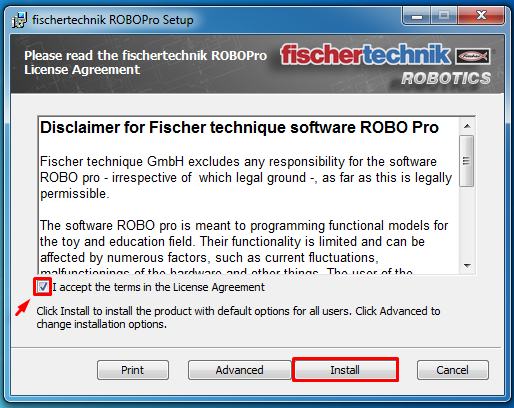 fischertechnik ROBOPro Setup
Please read the fischertechnik ROBOPro
License Agreement
fischertechnik
ROBOTICS
Disclaimer for Fischer technique software ROBO Pro
Fischer technique GmbH excludes any responsibility for the software
ROBO pro - irrespective of which legal ground -, as far as this is legally
permissible.
The software ROBO pro is meant to programming functional models for
the toy and education field. Their functionality is limited and can be
affected by numerous factors, such as current fluctuations,
malfunctionings of the hardware and other things. The user of the
I accept the terms in the License Agreement
Click Install to install the product with default options for all users. Click Advanced to
change installation options.
Print
Advanced
Install
Cancel